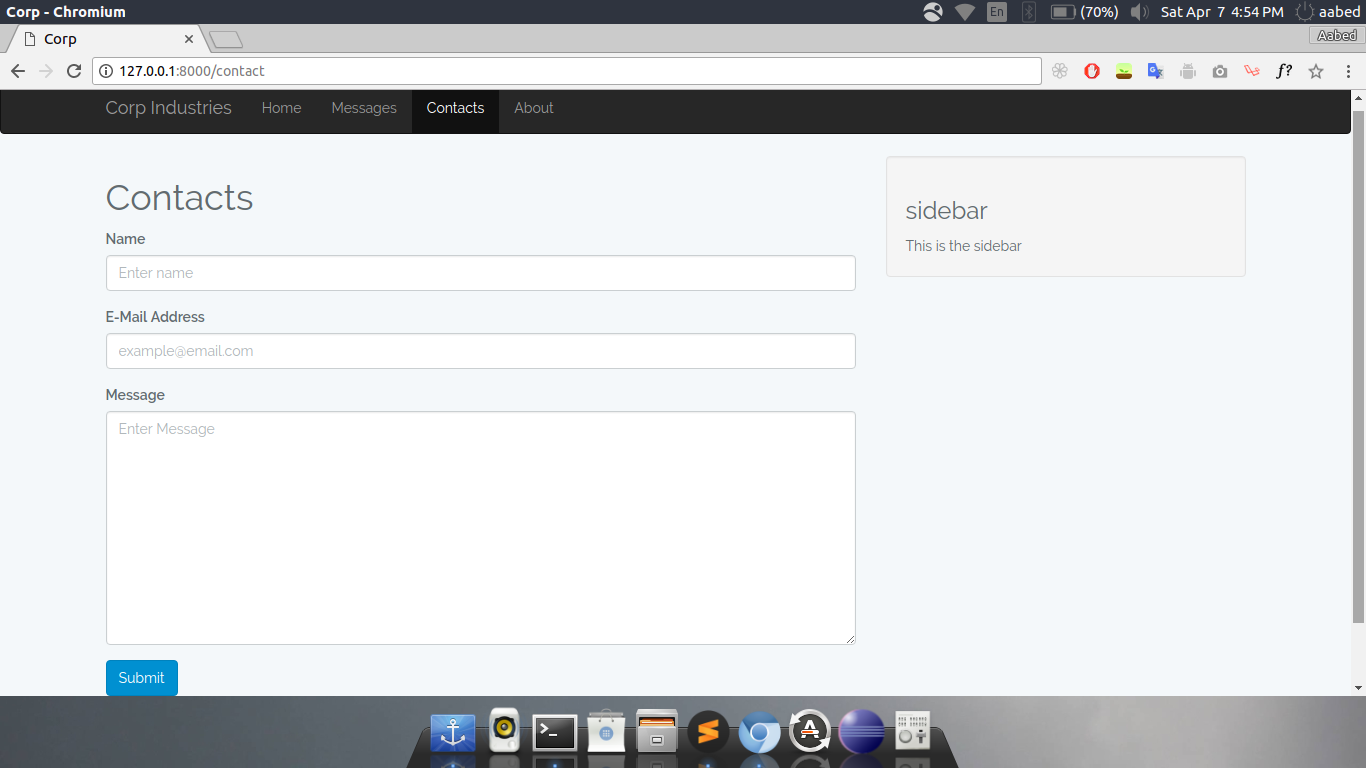 Corp - Chromium
En
(70%)
Sat Apr 7 4:54 PM
aabed
Corp
Aabed
127.0.0.1:8000/contact
f?
Corp Industries
Home
Messages
Contacts
About
Contacts
Name
Enter name
E-Mail Address
example@email.com
Message
Enter Message
Submit
sidebar
This is the sidebar
>_
A